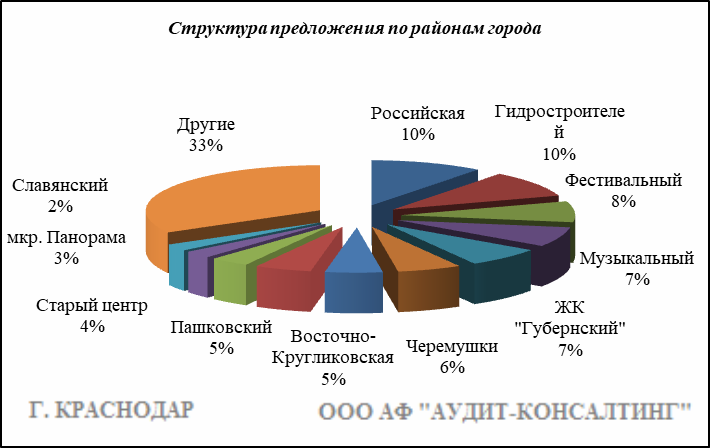 Структура предложения по районам города
Российская
10%
Гидростроителе
й
10%
Фестивальный
8%
Музыкальный
7%
ЖК
"Губернский"
7%
Черемушки
6%
Восточно-
Кругликовская
5%
Пашковский
5%
Старый центр
4%
мкр. Панорама
3%
Славянский
2%
Другие
33%
Г. КРАСНОДАР
ООО АФ "АУДИТ-КОНСАЛТИНГ"